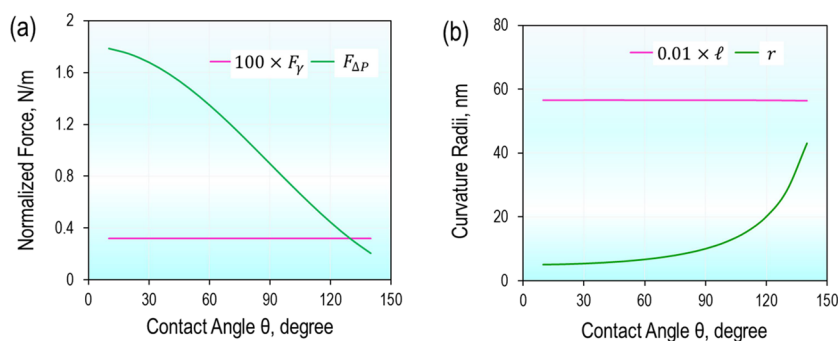 (a)
2
1.6
1.2
0.8
0.4
0
Normalized Force, N/m
100 × Fγ
FΔP
0 30 60 90 120 150
Contact Angle θ, degree
(b)
80
60
40
20
0
Curvature Radii, nm
0.01 × ℓ
r
0 30 60 90 120 150
Contact Angle θ, degree